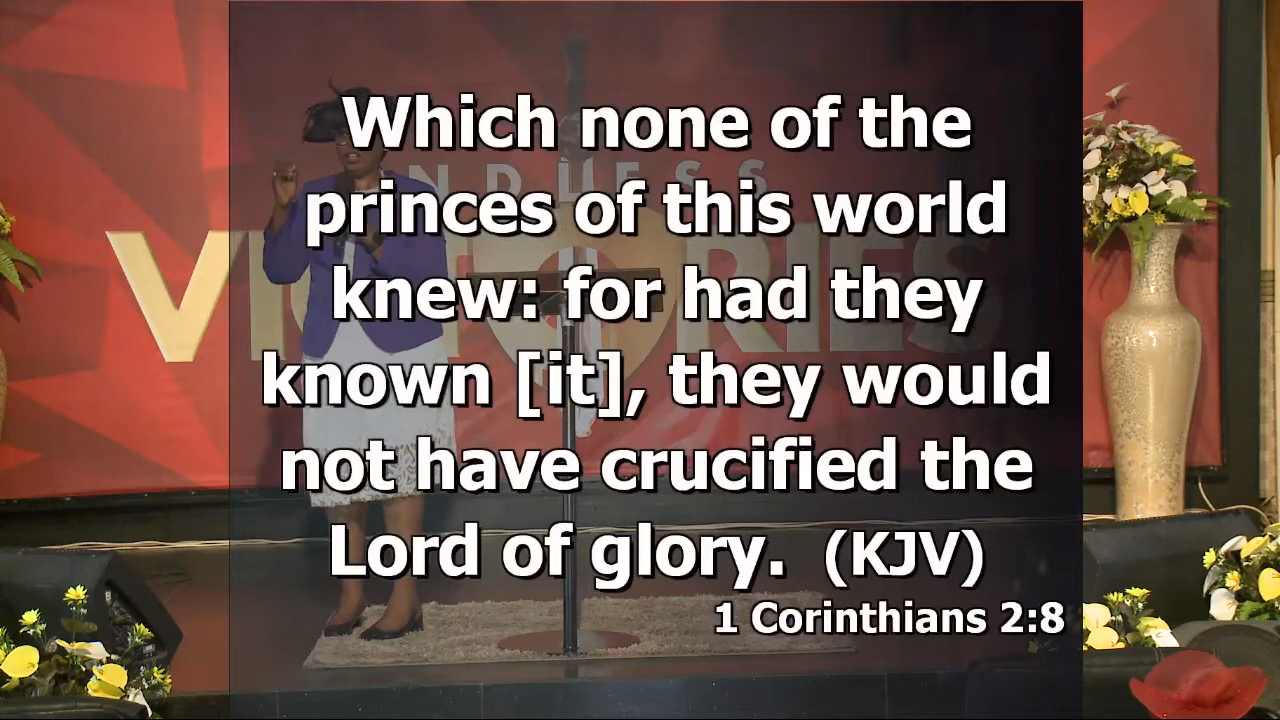 Which none of the
princes of this world
knew: for had they
known [it], they would
not have crucified the
Lord of glory. (KJV)
1 Corinthians 2:8